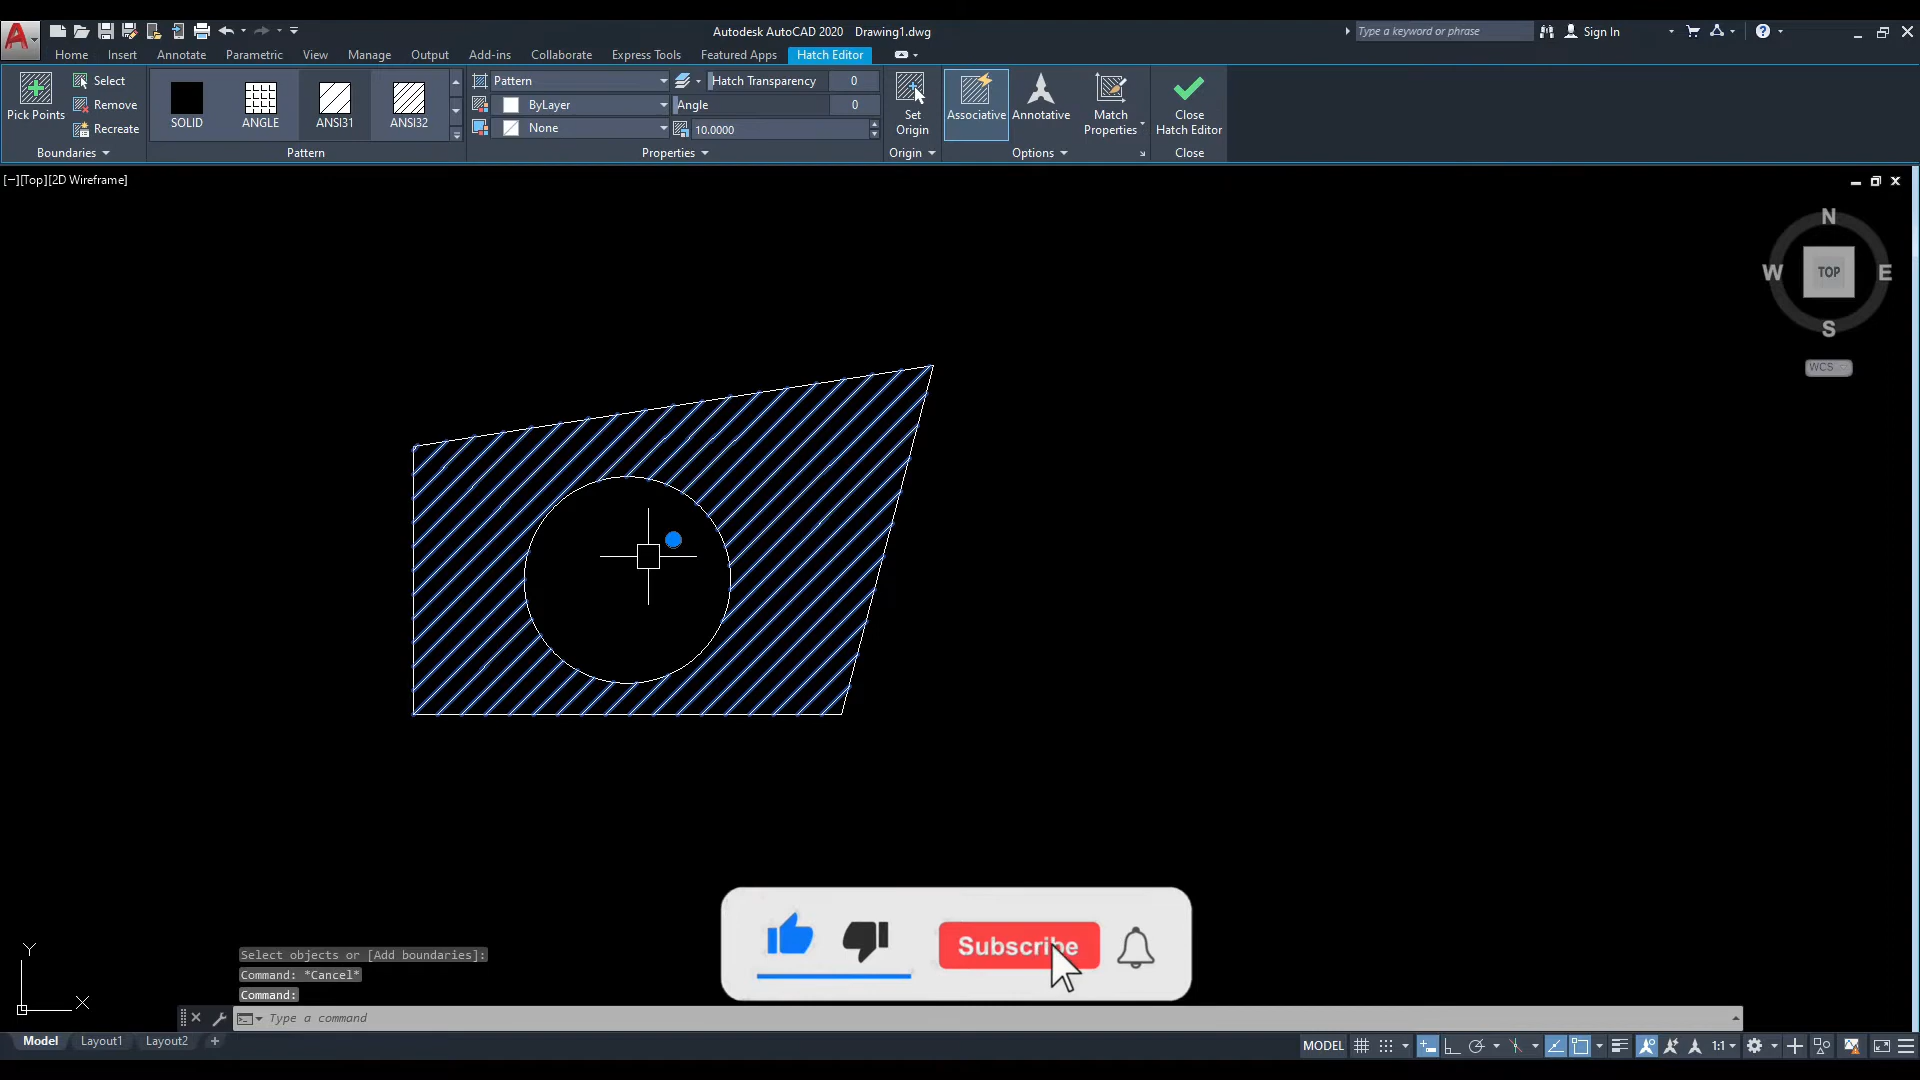 Autodesk AutoCAD 2020 Drawing1.dwg
Type a keyword or phrase
Sign In
Home Insert Annotate Parametric View Manage Output Add-ins Collaborate Express Tools Featured Apps Hatch Editor
Pick Points
Select
Remove
Recreate
Boundaries
SOLID
ANGLE
ANSI31
ANSI32
Pattern
Pattern
ByLayer
None
Hatch Transparency 0
Angle 0
10.0000
Properties
Set
Origin
Origin
Associative
Annotative
Match
Properties
Options
Close
Hatch Editor
Close
[−][Top][2D Wireframe]
N
W
TOP
E
S
WCS
Subscribe
Y
X
Select objects or [Add boundaries]:
Command: *Cancel*
Command:
Type a command
Model Layout1 Layout2 +
MODEL
1:1